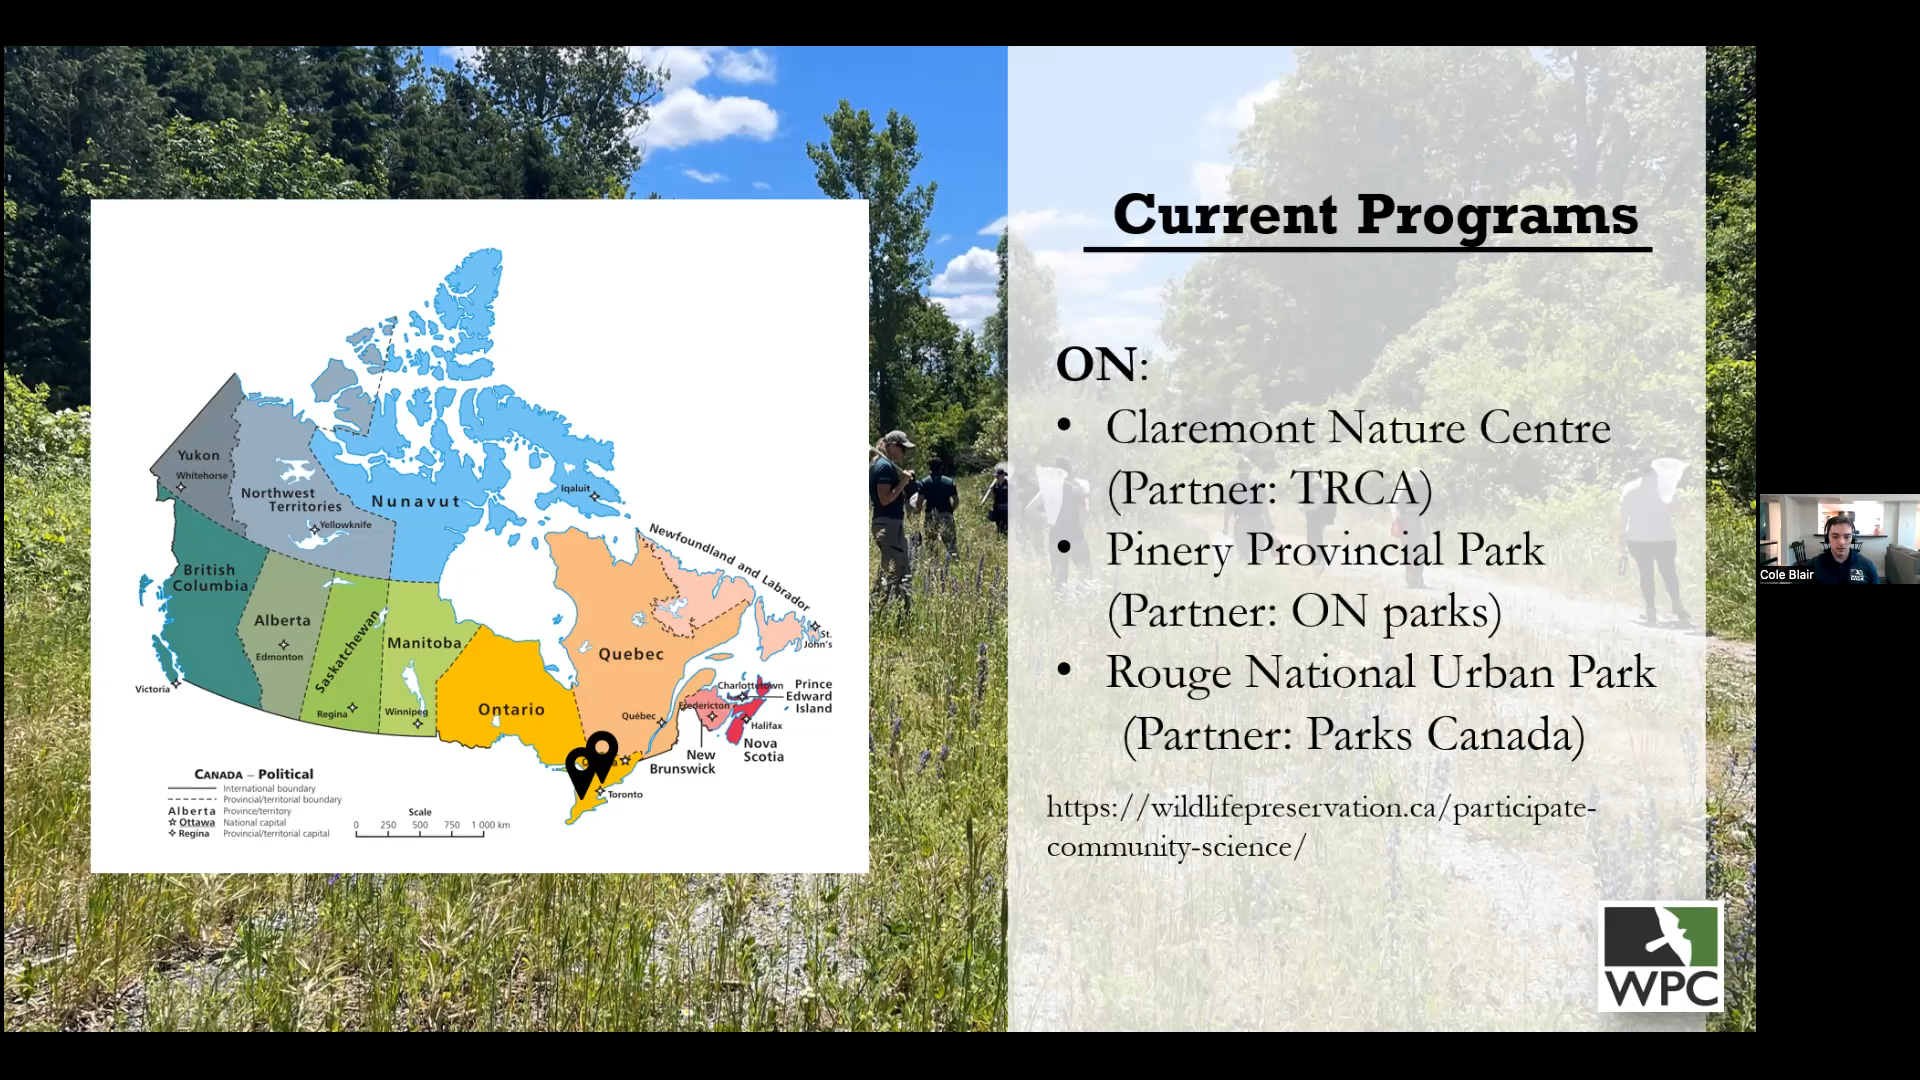 Current Programs
ON:
• Claremont Nature Centre
(Partner: TRCA)
• Pinery Provincial Park
(Partner: ON parks)
• Rouge National Urban Park
(Partner: Parks Canada)
https://wildlifepreservation.ca/participate-
community-science/
WPC
Cole Blair
Yukon
Whitehorse
Northwest
Territories
Yellowknife
Nunavut
Iqaluit
Newfoundland and Labrador
St.
John's
British
Columbia
Victoria
Alberta
Edmonton
Saskatchewan
Regina
Manitoba
Winnipeg
Ontario
Toronto
Quebec
Québec
Charlottetown
Prince
Edward
Island
Fredericton
Halifax
New
Brunswick
Nova
Scotia
CANADA – Political
International boundary
Provincial/territorial boundary
Alberta Province/territory
Ottawa National capital
Regina Provincial/territorial capital
Scale
0 250 500 750 1 000 km